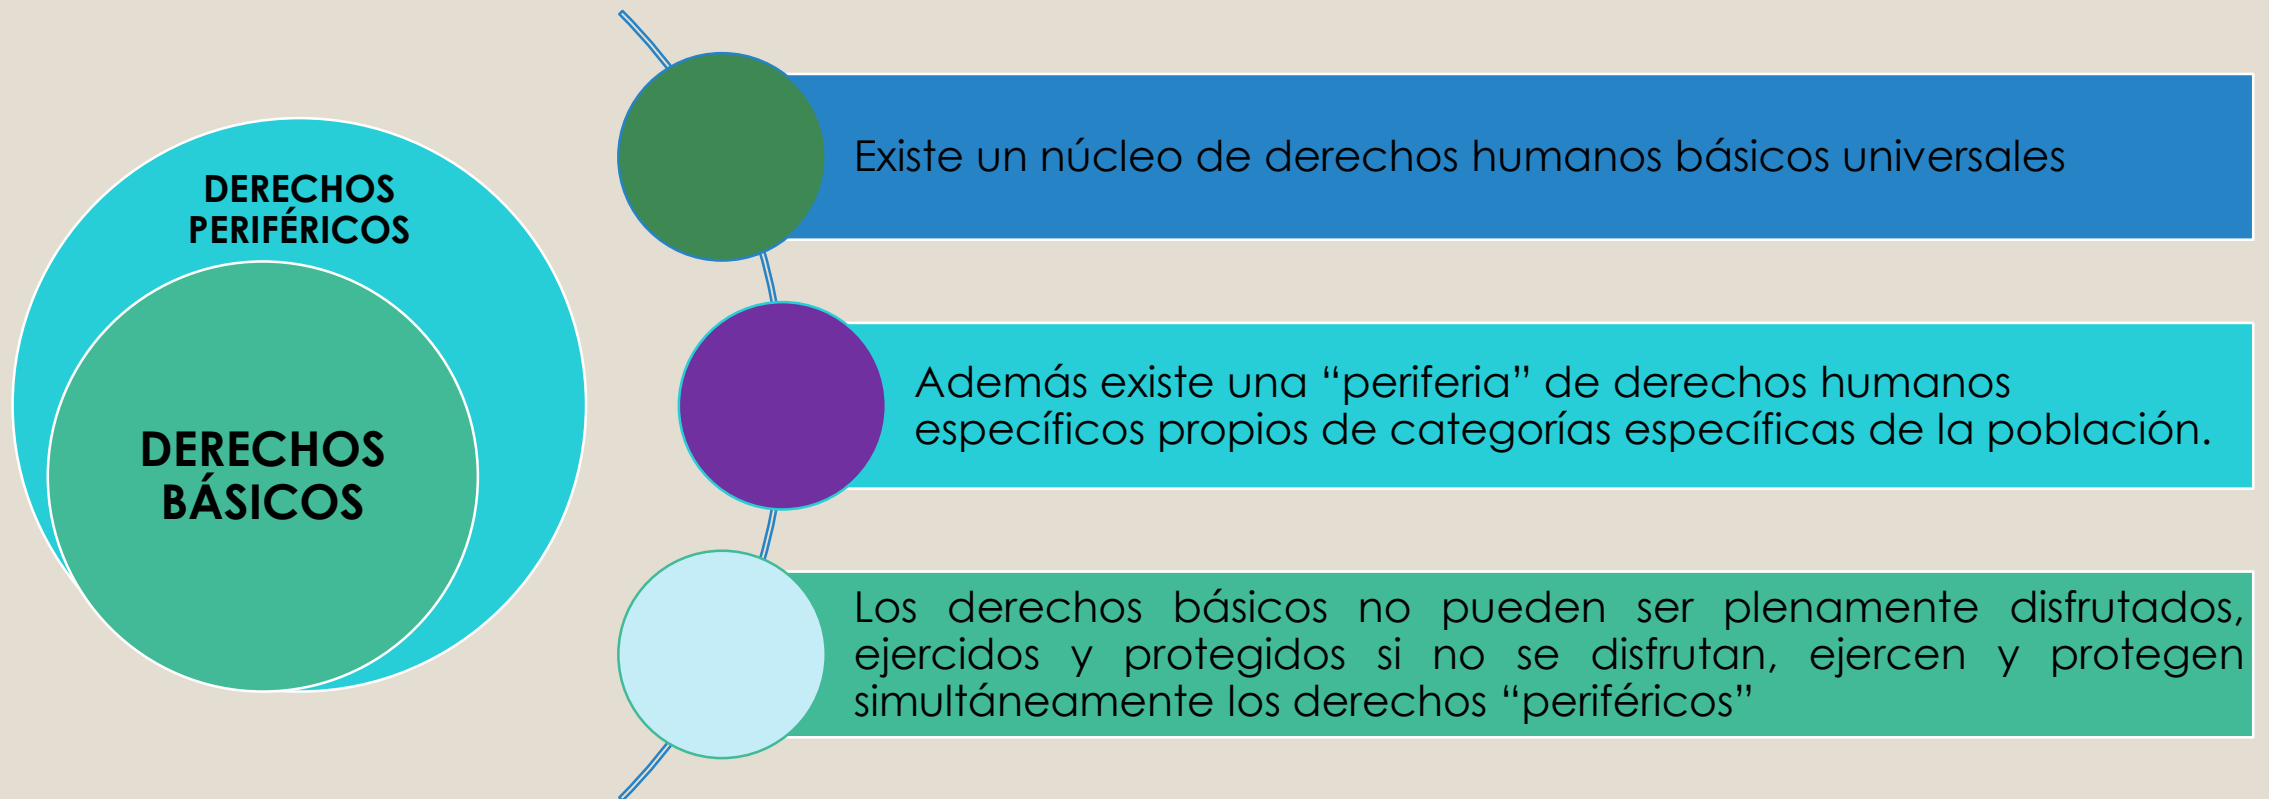 DERECHOS
PERIFÉRICOS
DERECHOS
BÁSICOS
Existe un núcleo de derechos humanos básicos universales
Además existe una “periferia” de derechos humanos
específicos propios de categorías específicas de la población.
Los derechos básicos no pueden ser plenamente disfrutados,
ejercidos y protegidos si no se disfrutan, ejercen y protegen
simultáneamente los derechos “periféricos”